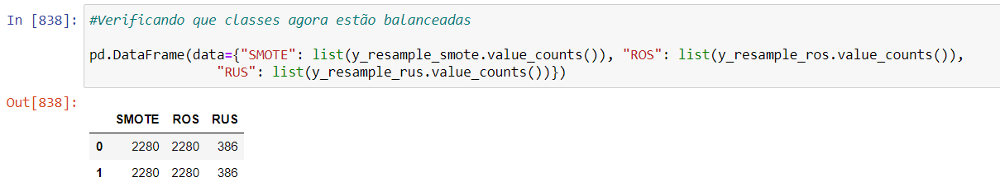 In [838]: #Verificando que classes agora estão balanceadas
pd.DataFrame(data={"SMOTE": list(y_resample_smote.value_counts()), "ROS": list(y_resample_ros.value_counts()),
"RUS": list(y_resample_rus.value_counts())})
Out[838]:
SMOTE ROS RUS
0 2280 2280 386
1 2280 2280 386